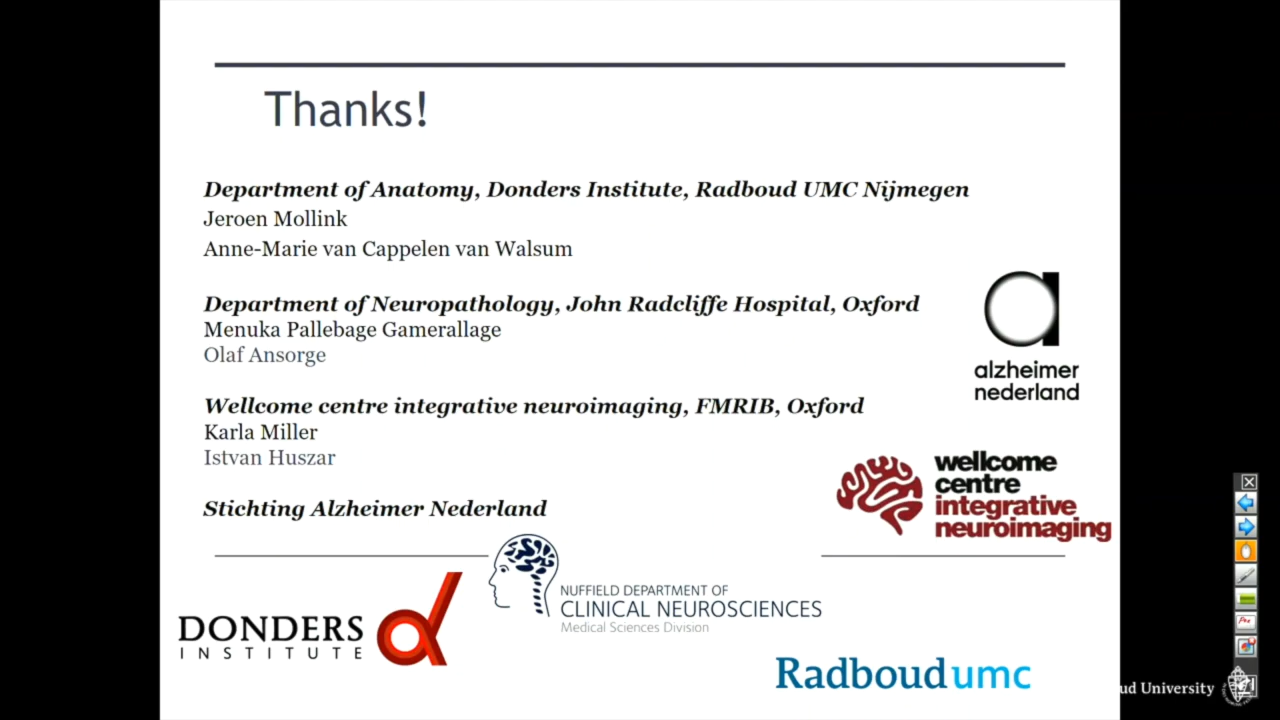 Thanks!
Department of Anatomy, Donders Institute, Radboud UMC Nijmegen
Jeroen Mollink
Anne-Marie van Cappelen van Walsum
Department of Neuropathology, John Radcliffe Hospital, Oxford
Menuka Pallebage Gamerallage
Olaf Ansorge
alzheimer
nederland
Wellcome centre integrative neuroimaging, FMRIB, Oxford
Karla Miller
Istvan Huszar
wellcome
centre
integrative
neuroimaging
Stichting Alzheimer Nederland
NUFFIELD DEPARTMENT OF
CLINICAL NEUROSCIENCES
Medical Sciences Division
DONDERS
INSTITUTE
Radboudumc
ud University